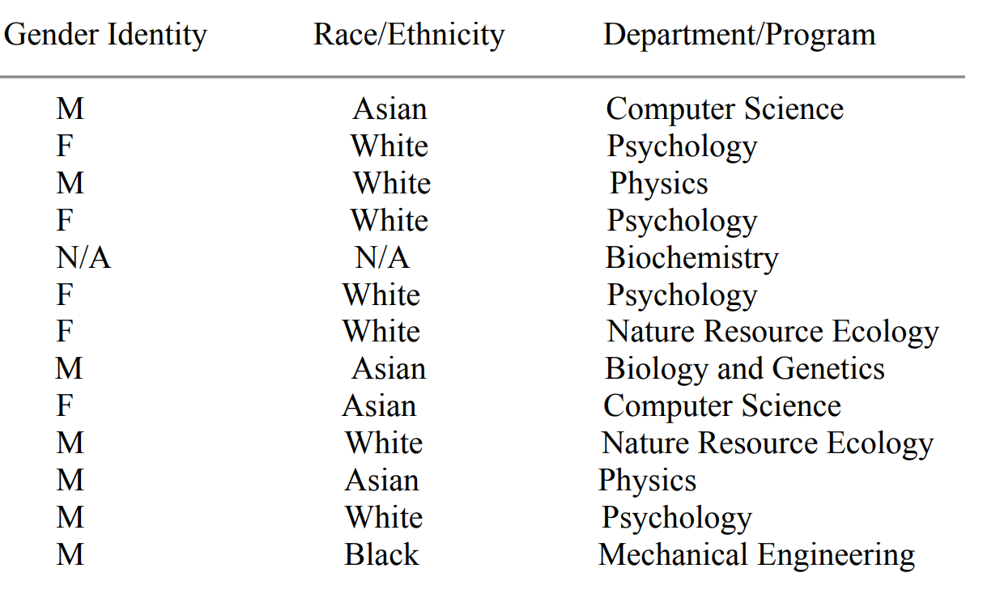 Gender Identity Race/Ethnicity Department/Program
M Asian Computer Science
F White Psychology
M White Physics
F White Psychology
N/A N/A Biochemistry
F White Psychology
F White Nature Resource Ecology
M Asian Biology and Genetics
F Asian Computer Science
M White Nature Resource Ecology
M Asian Physics
M White Psychology
M Black Mechanical Engineering